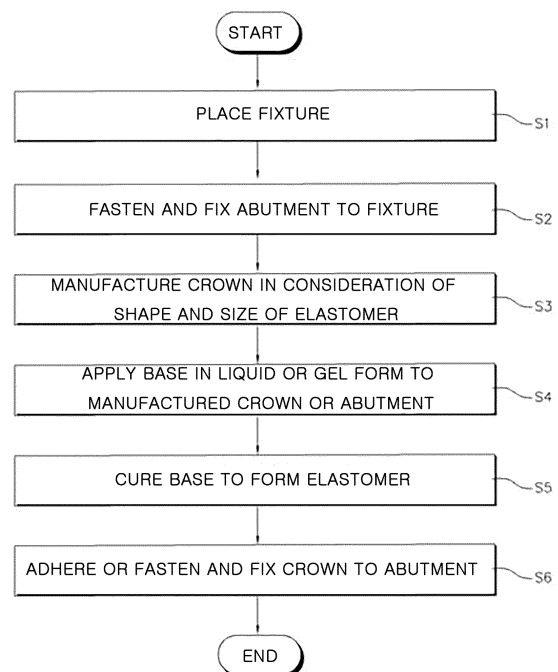 START
PLACE FIXTURE
S1
FASTEN AND FIX ABUTMENT TO FIXTURE
S2
MANUFACTURE CROWN IN CONSIDERATION OF
SHAPE AND SIZE OF ELASTOMER
S3
APPLY BASE IN LIQUID OR GEL FORM TO
MANUFACTURED CROWN OR ABUTMENT
S4
CURE BASE TO FORM ELASTOMER
S5
ADHERE OR FASTEN AND FIX CROWN TO ABUTMENT
S6
END